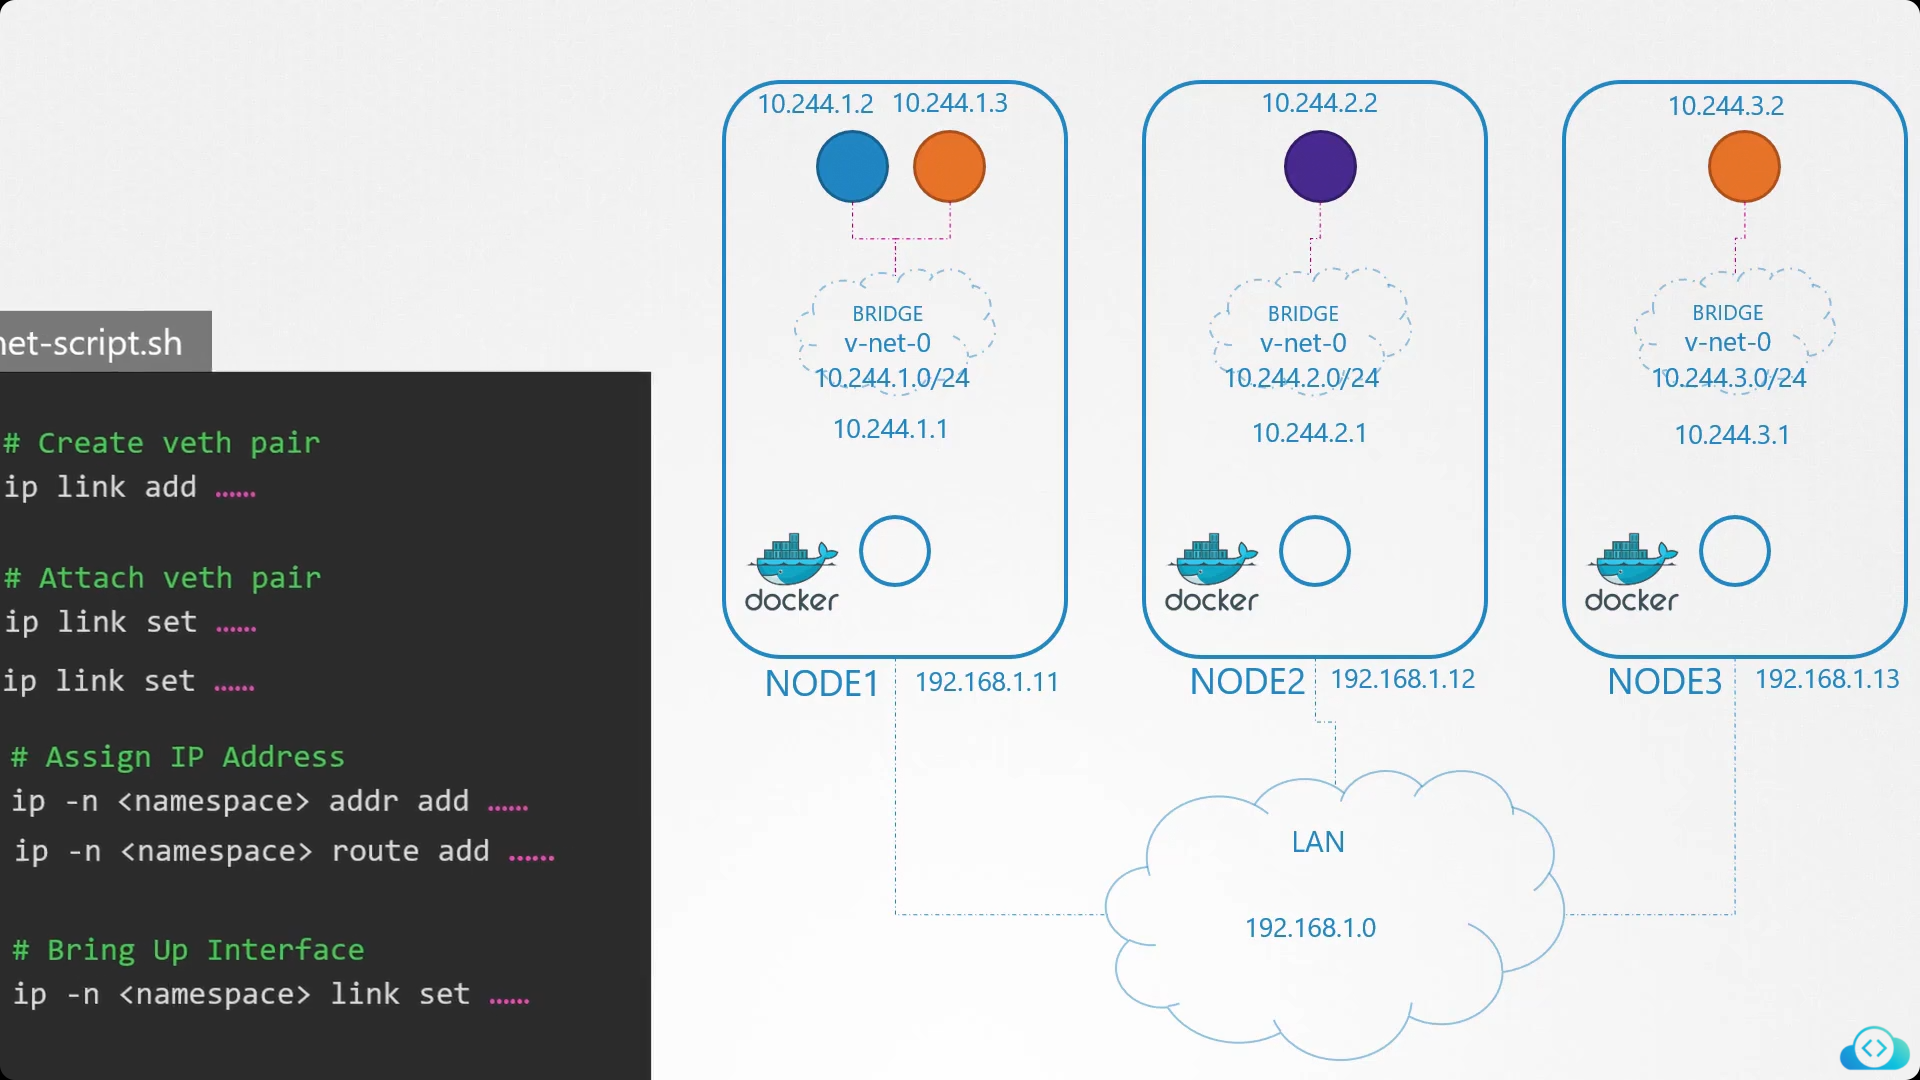 net-script.sh
# Create veth pair
ip link add ......
# Attach veth pair
ip link set ......
ip link set ......
# Assign IP Address
ip -n <namespace> addr add ......
ip -n <namespace> route add ......
# Bring Up Interface
ip -n <namespace> link set ......
10.244.1.2 10.244.1.3
BRIDGE
v-net-0
10.244.1.0/24
10.244.1.1
docker
NODE1 192.168.1.11
10.244.2.2
BRIDGE
v-net-0
10.244.2.0/24
10.244.2.1
docker
NODE2 192.168.1.12
10.244.3.2
BRIDGE
v-net-0
10.244.3.0/24
10.244.3.1
docker
NODE3 192.168.1.13
LAN
192.168.1.0